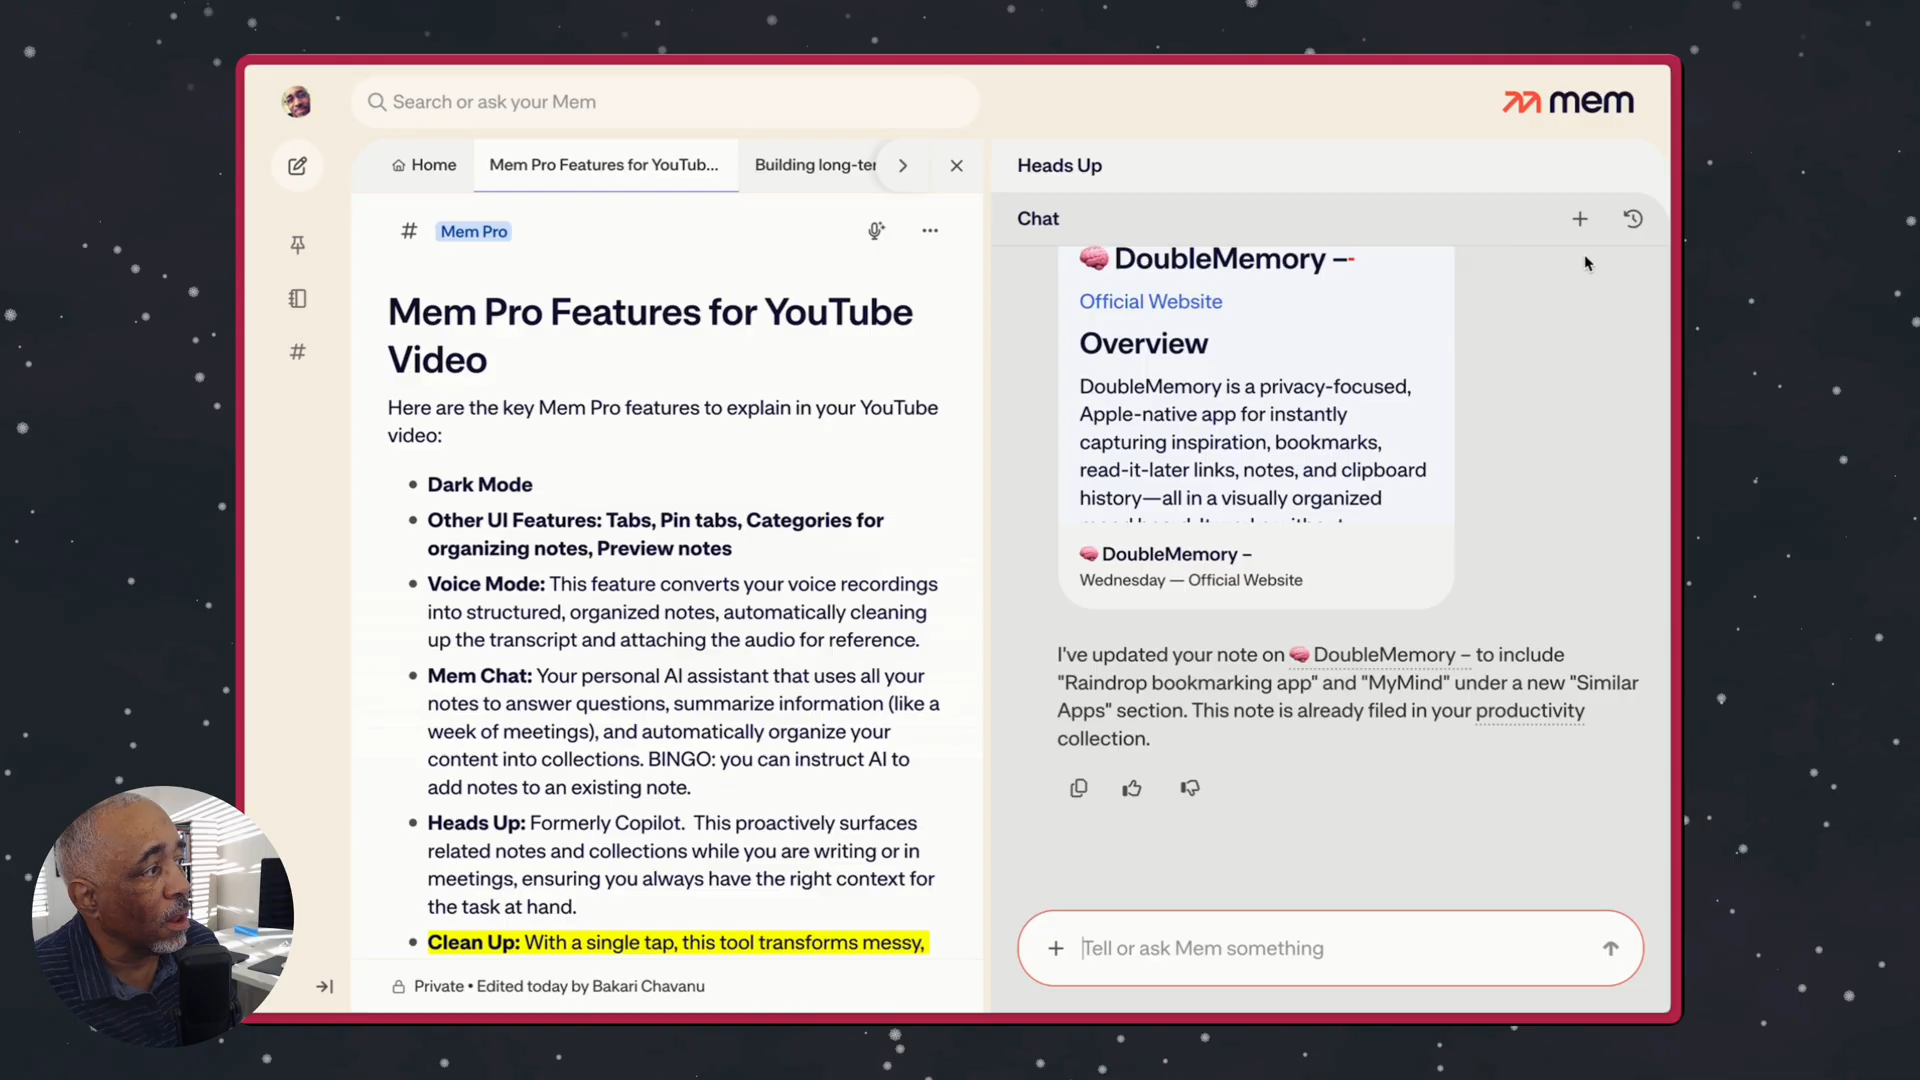 Search or ask your Mem
mem
Home
Mem Pro Features for YouTub...
Building long-ter
Heads Up
# Mem Pro
Mem Pro Features for YouTube
Video
Here are the key Mem Pro features to explain in your YouTube
video:
• Dark Mode
• Other UI Features: Tabs, Pin tabs, Categories for
organizing notes, Preview notes
• Voice Mode: This feature converts your voice recordings
into structured, organized notes, automatically cleaning
up the transcript and attaching the audio for reference.
• Mem Chat: Your personal AI assistant that uses all your
notes to answer questions, summarize information (like a
week of meetings), and automatically organize your
content into collections. BINGO: you can instruct AI to
add notes to an existing note.
• Heads Up: Formerly Copilot.  This proactively surfaces
related notes and collections while you are writing or in
meetings, ensuring you always have the right context for
the task at hand.
• Clean Up: With a single tap, this tool transforms messy,
Private • Edited today by Bakari Chavanu
Chat
🧠 DoubleMemory –-
Official Website
Overview
DoubleMemory is a privacy-focused,
Apple-native app for instantly
capturing inspiration, bookmarks,
read-it-later links, notes, and clipboard
history—all in a visually organized
🧠 DoubleMemory –
Wednesday — Official Website
I've updated your note on 🧠 DoubleMemory – to include
"Raindrop bookmarking app" and "MyMind" under a new "Similar
Apps" section. This note is already filed in your productivity
collection.
Tell or ask Mem something